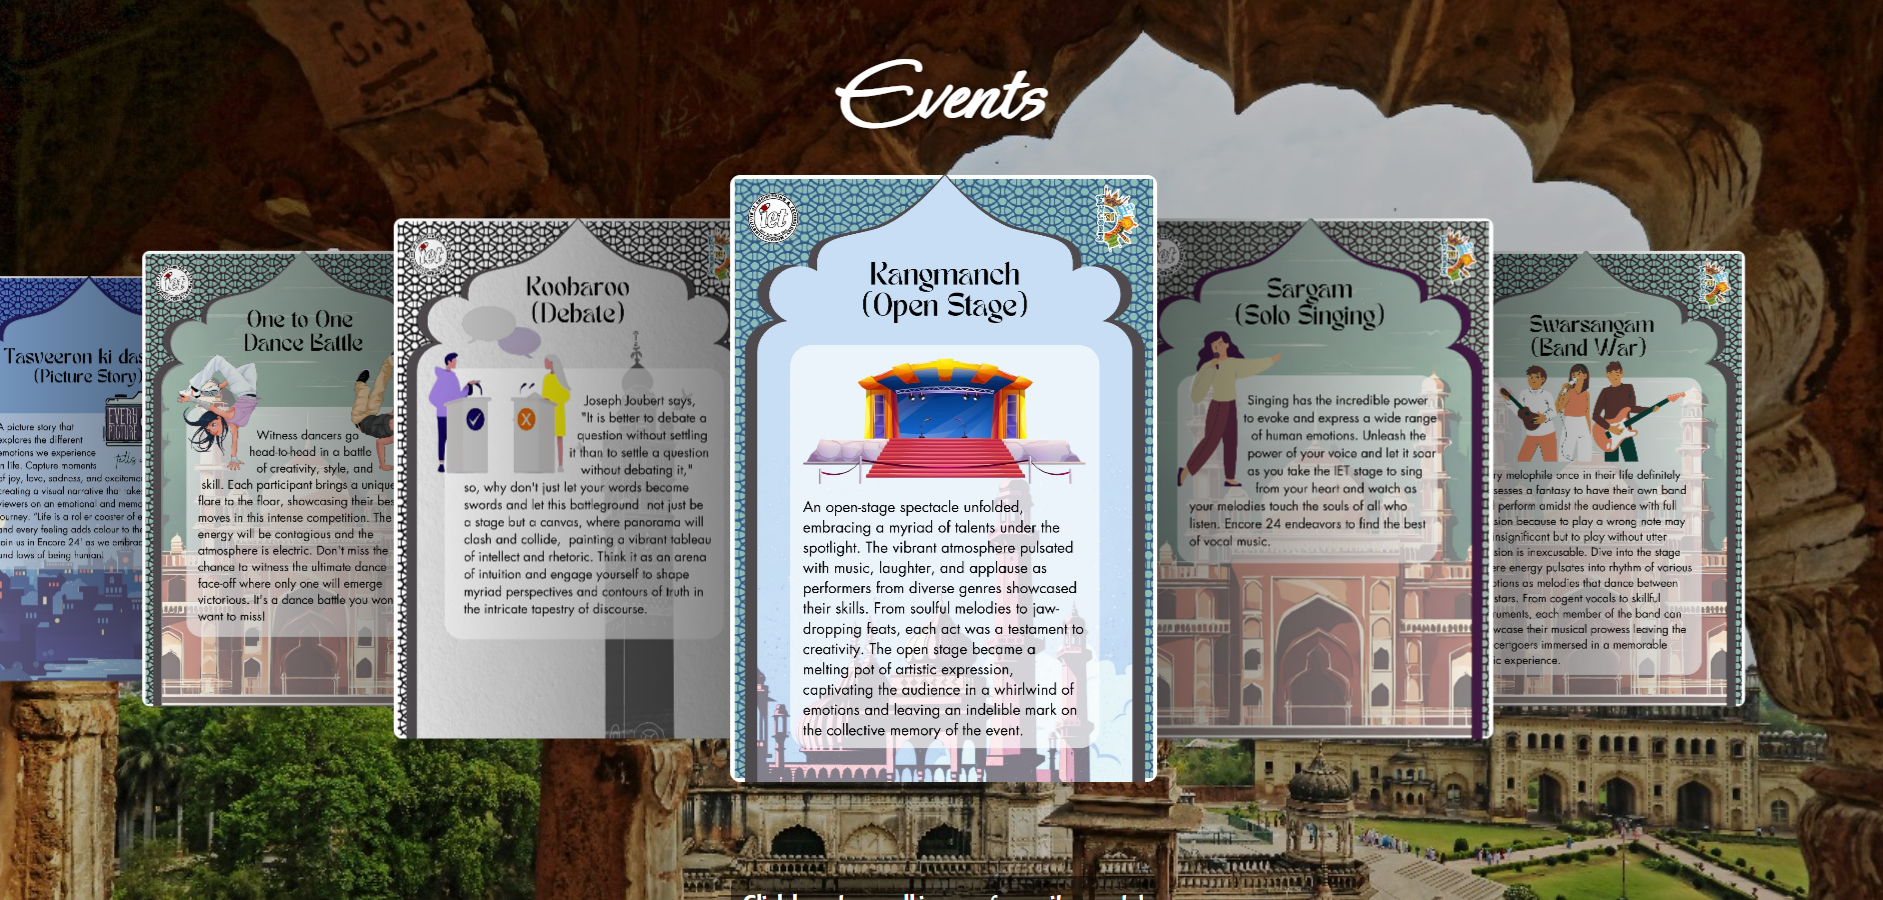 Events
Tasveeron ki
(Picture Story)
EVERY
PICTURE
A picture story that
explores the different
emotions we experience
in life. Capture moments
of joy, love, sadness, and
creating a visual narrative that takes
viewers on an emotional and
journey. "Life is a roller coaster of
and every feeling adds colour to the
join us in Encore 24' as we
and lows of being human!
iet
One to One
Dance Battle
Witness dancers go
head-to-head in a battle
of creativity, style, and
skill. Each participant brings a unique
flare to the floor, showcasing their best
moves in this intense competition. The
energy will be contagious and the
atmosphere is electric. Don't miss the
chance to witness the ultimate dance
face-off where only one will emerge
victorious. It's a dance battle you won
want to miss!
iet
Roobaroo
(Debate)
Joseph Joubert says,
"It is better to debate a
question without settling
it than to settle a question
without debating it,"
so, why don't just let your words become
swords and let this battleground not just be
a stage but a canvas, where panorama will
clash and collide, painting a vibrant tableau
of intellect and rhetoric. Think it as an arena
of intuition and engage yourself to shape
myriad perspectives and contours of truth in
the intricate tapestry of discourse.
iet
Rangmanch
(Open Stage)
An open-stage spectacle unfolded,
embracing a myriad of talents under the
spotlight. The vibrant atmosphere pulsated
with music, laughter, and applause as
performers from diverse genres showcased
their skills. From soulful melodies to jaw-
dropping feats, each act was a testament to
creativity. The open stage became a
melting pot of artistic expression,
captivating the audience in a whirlwind of
emotions and leaving an indelible mark on
the collective memory of the event.
iet
Sargam
(Solo Singing)
Singing has the incredible power
to evoke and express a wide range
of human emotions. Unleash the
power of your voice and let it soar
as you take the IET stage to sing
from your heart and watch as
your melodies touch the souls of all who
listen. Encore 24 endeavors to find the best
of vocal music.
Swarsangam
(Band War)
ry melophile once in their life definitely
sesses a fantasy to have their own band
perform amidst the audience with full
sion because to play a wrong note may
nsignificant but to play without utter
sion is inexcusable. Dive into the stage
ere energy pulsates into rhythm of various
otions as melodies that dance between
stars. From cogent vocals to skillful
ruments, each member of the band can
wcase their musical prowess leaving the
certgoers immersed in a memorable
ic experience.